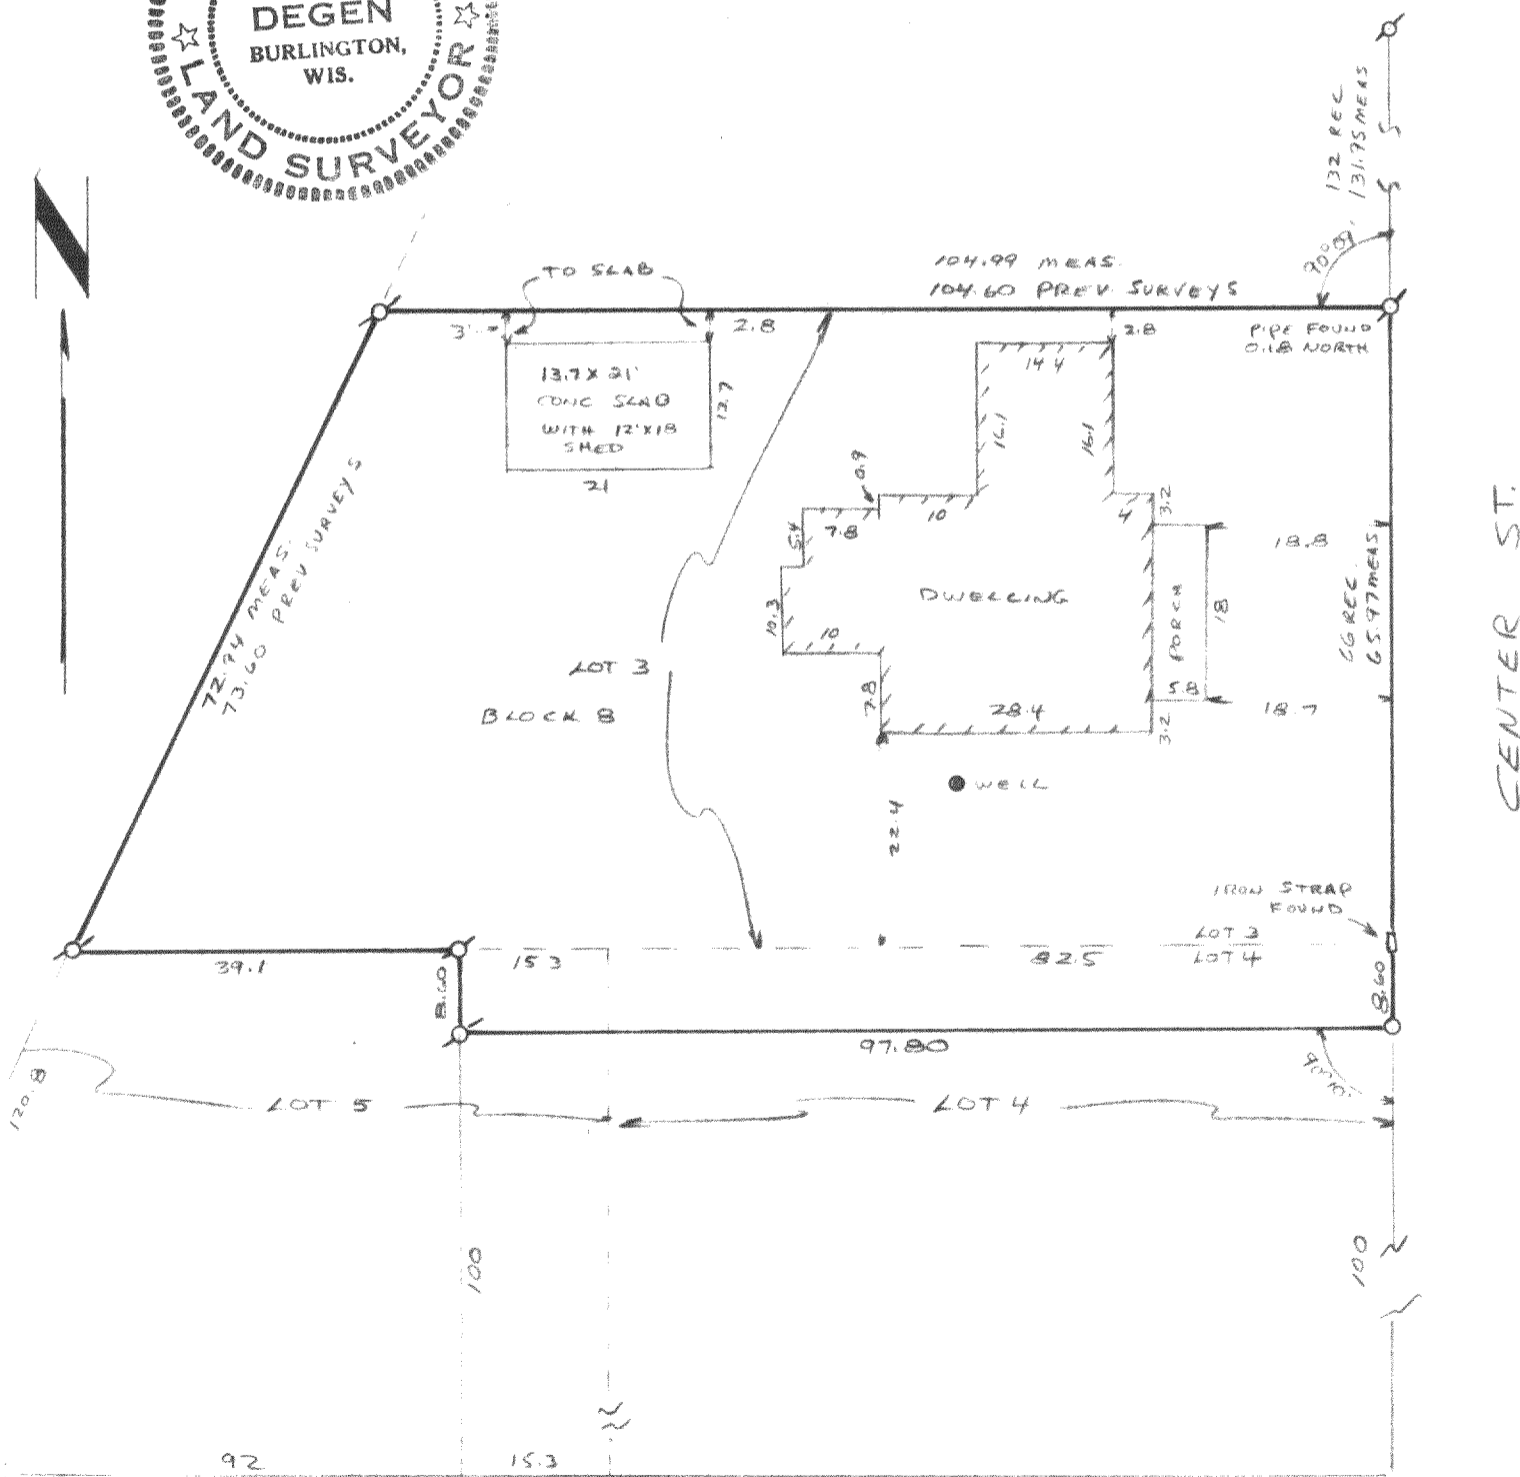 DEGEN
BURLINGTON,
WIS.
LAND SURVEYOR
N
132 REC
131.75 MEAS
90°09'
TO SLAB
104.99 MEAS.
104.60 PREV. SURVEYS
3'
2.8
2.8
PIPE FOUND
0.18 NORTH
13.7 X 21'
CONC SLAB
WITH 12'X18
SHED
13.7
21
14.4
16.1
16.1
0.9
10
7.8
5.4
4
3.2
18.8
DWELLING
PORCH
18
66 REC.
65.97 MEAS
CENTER ST.
10.3
10
72.94 MEAS.
73.60 PREV SURVEYS
LOT 3
BLOCK 8
7.8
28.4
5.8
18.7
3.2
WELL
22.4
IRON STRAP
FOUND
39.1
15.3
82.5
LOT 3
LOT 4
8.60
8.60
97.80
120.8
LOT 5
LOT 4
100
100
92
15.3